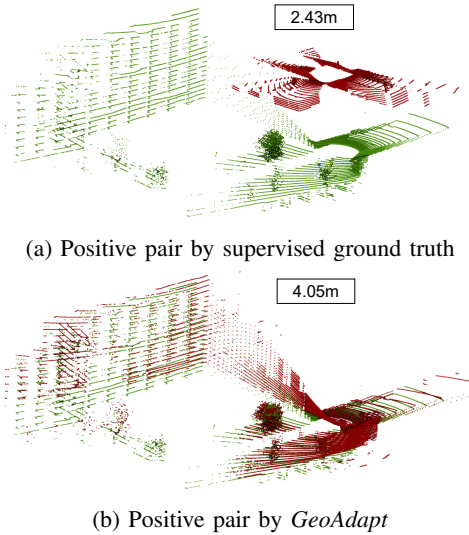 2.43m
(a) Positive pair by supervised ground truth
4.05m
(b) Positive pair by GeoAdapt